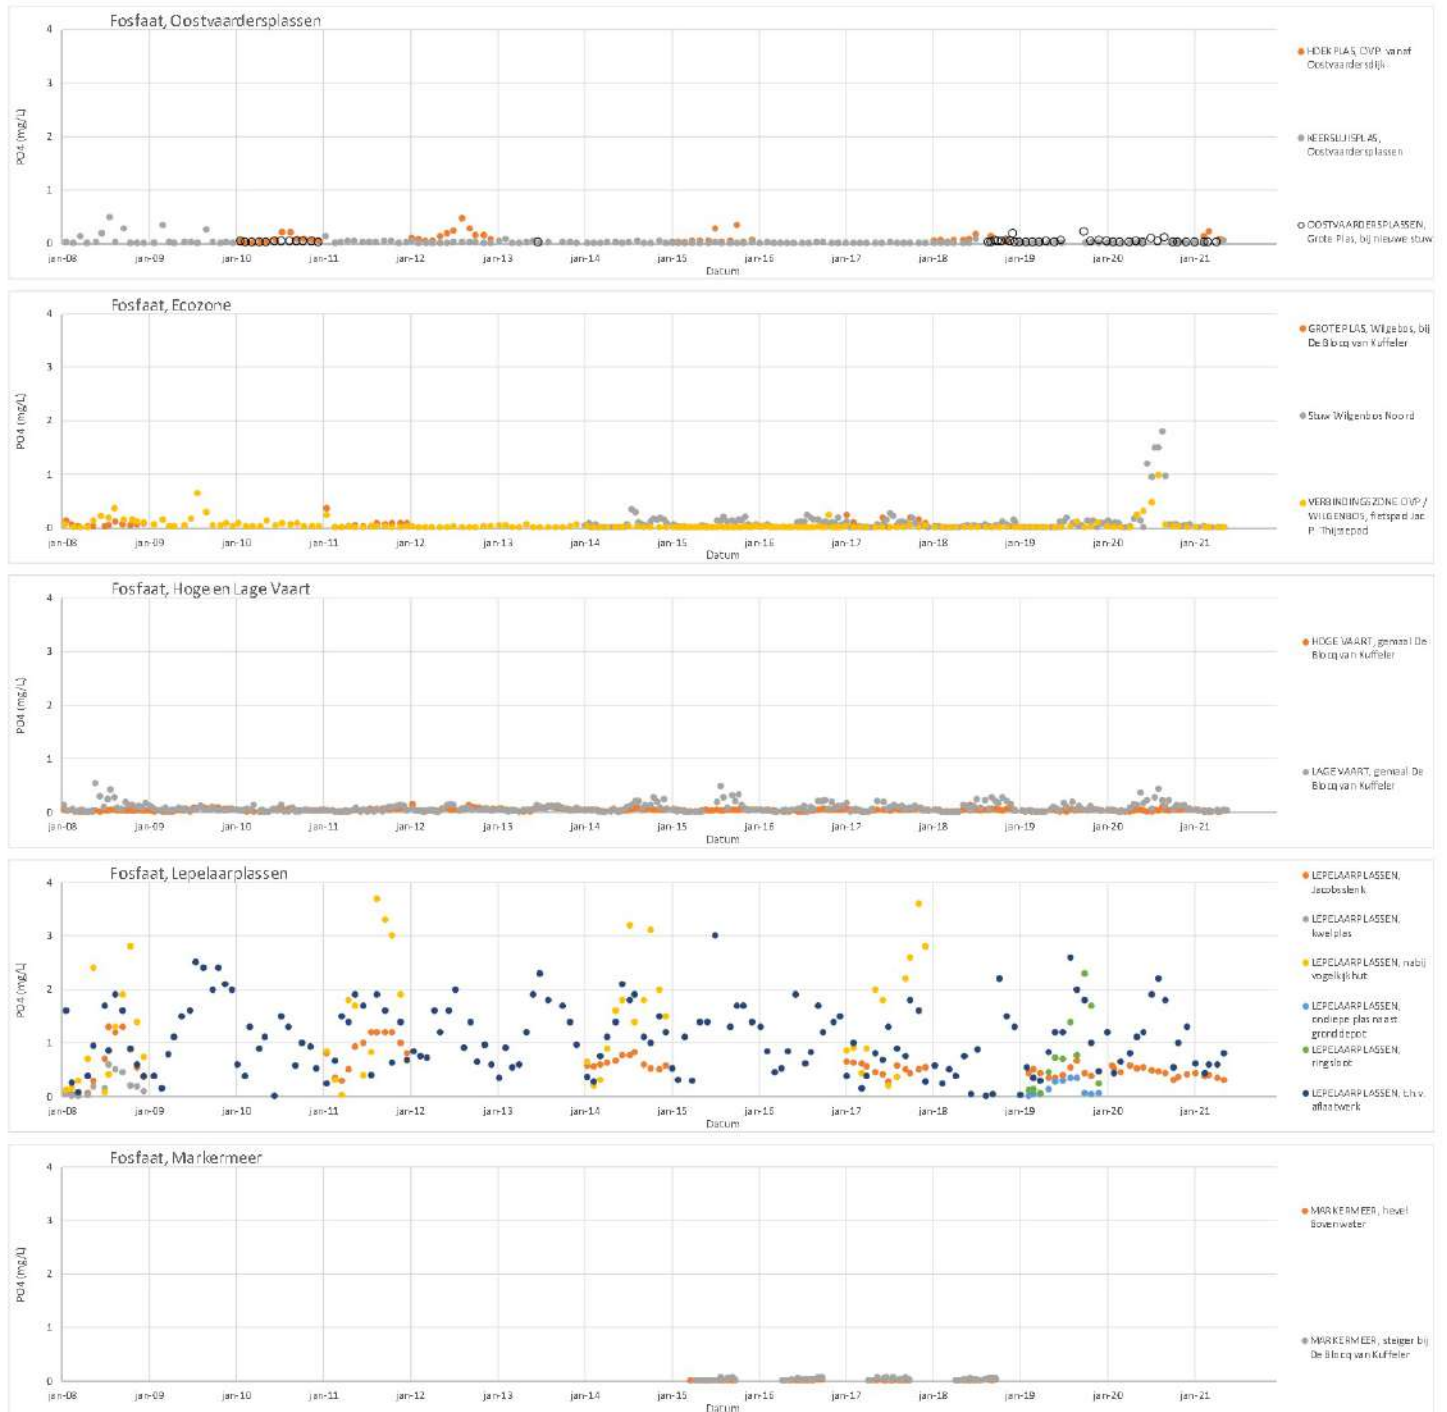 Fosfaat, Oostvaardersplassen
4
3
2
1
0
PO4 (mg/L)
jan-08 jan-09 jan-10 jan-11 jan-12 jan-13 jan-14 jan-15 jan-16 jan-17 jan-18 jan-19 jan-20 jan-21
Datum
HOEKPLAS, OVP. vanaf
Oostvaardersdijk
KEERSLUISPLAS,
Oostvaardersplassen
OOSTVAARDERSPLASSEN,
Grote Plas, bij nieuwe stuw
Fosfaat, Ecozone
4
3
2
1
0
PO4 (mg/L)
jan-08 jan-09 jan-10 jan-11 jan-12 jan-13 jan-14 jan-15 jan-16 jan-17 jan-18 jan-19 jan-20 jan-21
Datum
GROTE PLAS, Wilgebos, bij
De Blocq van Kuffeler
Stuw Wilgenbos Noord
VERBINDINGSZONE OVP /
WILGENBOS, fietspad Jac
P. Thijssepad
Fosfaat, Hoge en Lage Vaart
4
3
2
1
0
PO4 (mg/L)
jan-08 jan-09 jan-10 jan-11 jan-12 jan-13 jan-14 jan-15 jan-16 jan-17 jan-18 jan-19 jan-20 jan-21
Datum
HOGE VAART, gemaal De
Blocq van Kuffeler
LAGE VAART, gemaal De
Blocq van Kuffeler
Fosfaat, Lepelaarplassen
4
3
2
1
0
PO4 (mg/L)
jan-08 jan-09 jan-10 jan-11 jan-12 jan-13 jan-14 jan-15 jan-16 jan-17 jan-18 jan-19 jan-20 jan-21
Datum
LEPELAARPLASSEN,
Jacobsslenk
LEPELAARPLASSEN,
kwelplas
LEPELAARPLASSEN, nabij
vogelkijkhut
LEPELAARPLASSEN,
ondiepe plas naast
gronddepot
LEPELAARPLASSEN,
ringsloot
LEPELAARPLASSEN, t.h.v.
aflaatwerk
Fosfaat, Markermeer
4
3
2
1
0
PO4 (mg/L)
jan-08 jan-09 jan-10 jan-11 jan-12 jan-13 jan-14 jan-15 jan-16 jan-17 jan-18 jan-19 jan-20 jan-21
Datum
MARKERMEER, hevel
Bovenwater
MARKERMEER, steiger bij
De Blocq van Kuffeler